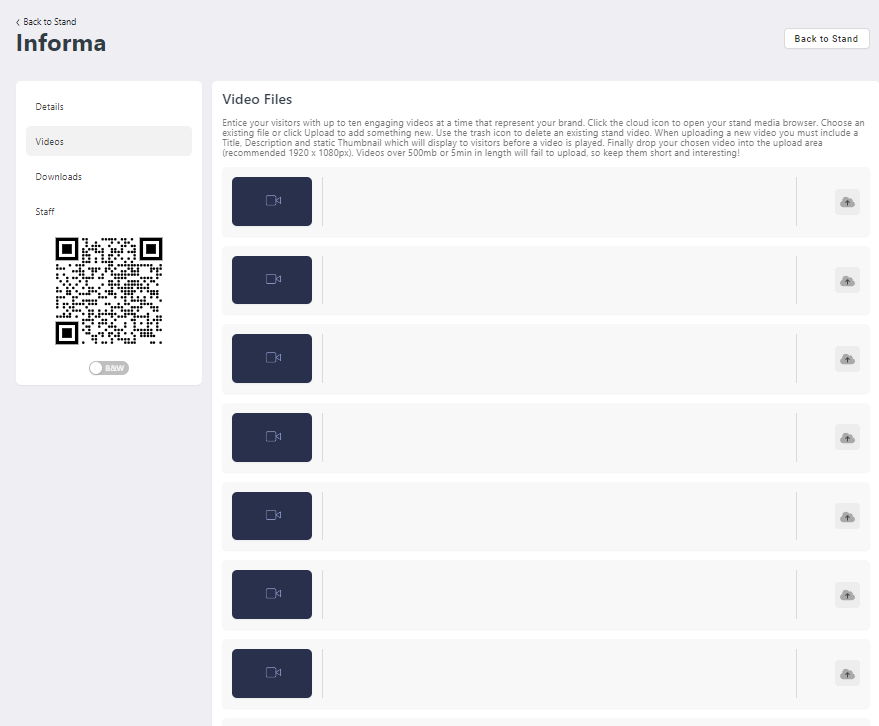 Back to Stand
Informa
Back to Stand
Details
Videos
Downloads
Staff
B&W
Video Files
Entice your visitors with up to ten engaging videos at a time that represent your brand. Click the cloud icon to open your stand media browser. Choose an
existing file or click Upload to add something new. Use the trash icon to delete an existing stand video. When uploading a new video you must include a
Title, Description and static Thumbnail which will display to visitors before a video is played. Finally drop your chosen video into the upload area
(recommended 1920 x 1080px). Videos over 500mb or 5min in length will fail to upload, so keep them short and interesting!